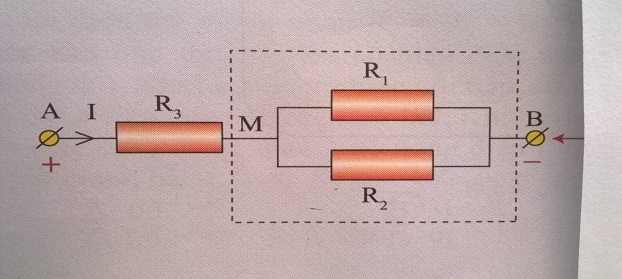 A I R₃ M R₁ B
+ −
R₂